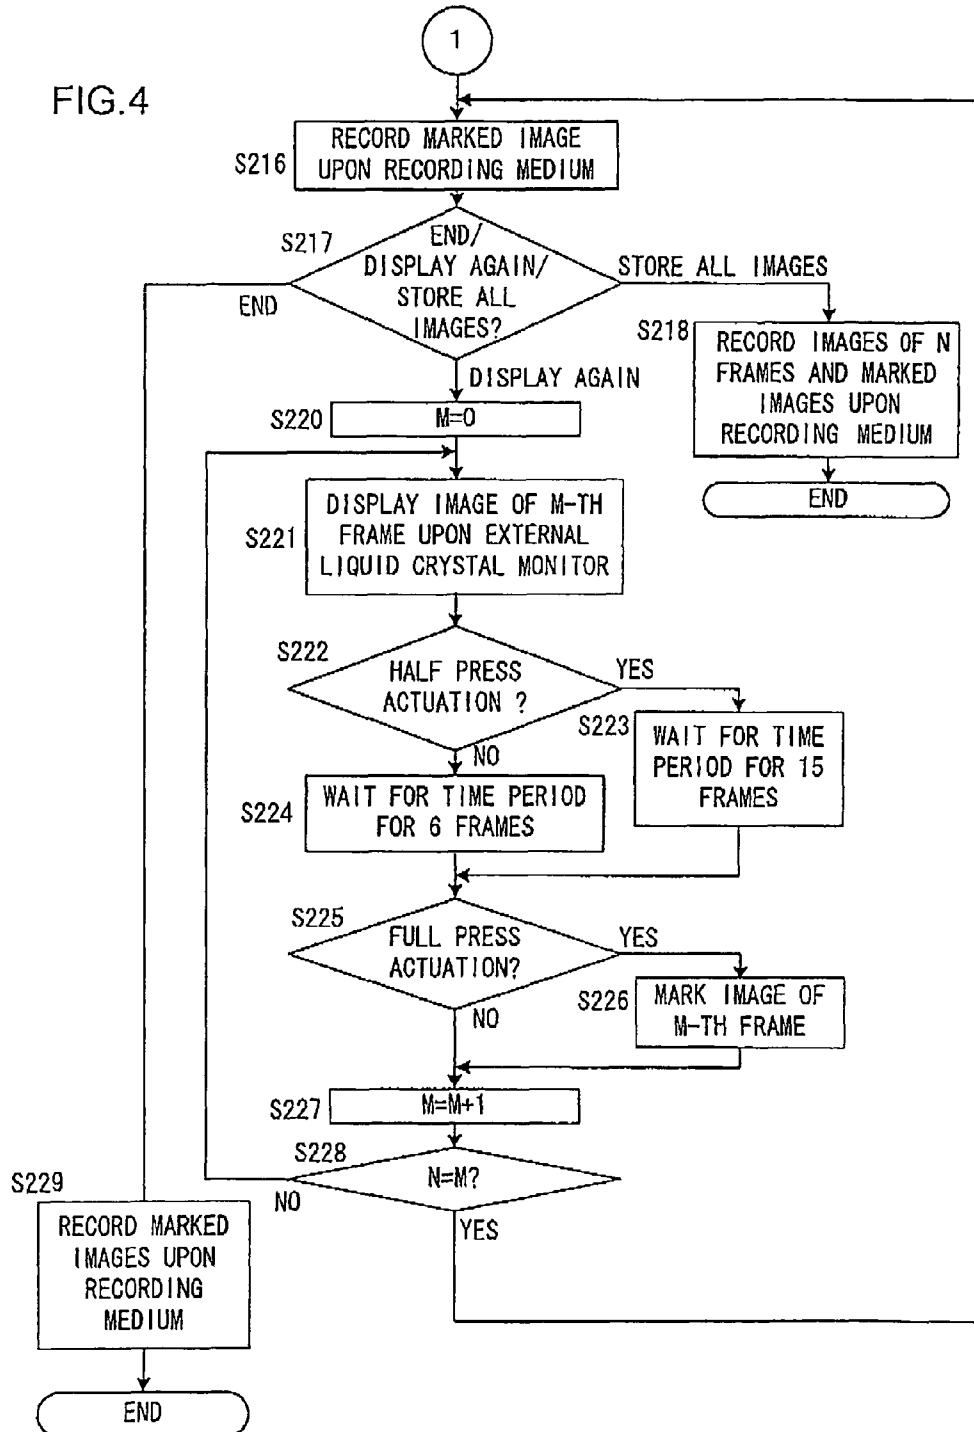 1
FIG.4
S216
RECORD MARKED IMAGE
UPON RECORDING MEDIUM
S217
END/
DISPLAY AGAIN/
STORE ALL
IMAGES?
STORE ALL IMAGES
END
DISPLAY AGAIN
S218
RECORD IMAGES OF N
FRAMES AND MARKED
IMAGES UPON
RECORDING MEDIUM
END
S220
M=0
S221
DISPLAY IMAGE OF M-TH
FRAME UPON EXTERNAL
LIQUID CRYSTAL MONITOR
S222
HALF PRESS
ACTUATION ?
YES
NO
S223
WAIT FOR TIME
PERIOD FOR 15
FRAMES
S224
WAIT FOR TIME PERIOD
FOR 6 FRAMES
S225
FULL PRESS
ACTUATION?
YES
NO
S226
MARK IMAGE OF
M-TH FRAME
S227
M=M+1
S228
N=M?
NO
YES
S229
RECORD MARKED
IMAGES UPON
RECORDING
MEDIUM
END